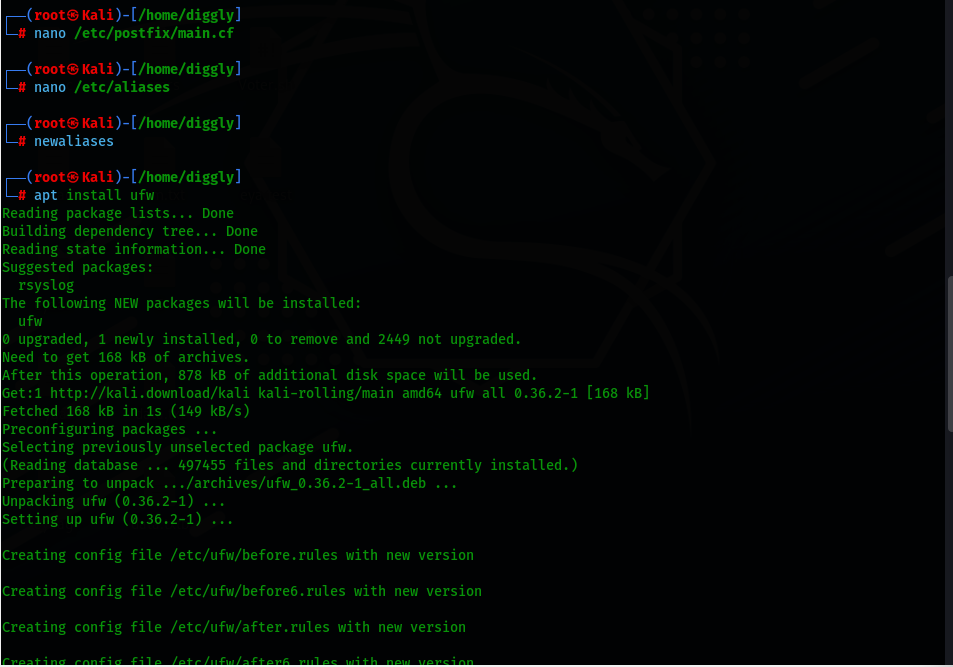 ┌──(root㉿Kali)-[/home/diggly]
└─# nano /etc/postfix/main.cf
┌──(root㉿Kali)-[/home/diggly]
└─# nano /etc/aliases
┌──(root㉿Kali)-[/home/diggly]
└─# newaliases
┌──(root㉿Kali)-[/home/diggly]
└─# apt install ufw
Reading package lists... Done
Building dependency tree... Done
Reading state information... Done
Suggested packages:
  rsyslog
The following NEW packages will be installed:
  ufw
0 upgraded, 1 newly installed, 0 to remove and 2449 not upgraded.
Need to get 168 kB of archives.
After this operation, 878 kB of additional disk space will be used.
Get:1 http://kali.download/kali kali-rolling/main amd64 ufw all 0.36.2-1 [168 kB]
Fetched 168 kB in 1s (149 kB/s)
Preconfiguring packages ...
Selecting previously unselected package ufw.
(Reading database ... 497455 files and directories currently installed.)
Preparing to unpack .../archives/ufw_0.36.2-1_all.deb ...
Unpacking ufw (0.36.2-1) ...
Setting up ufw (0.36.2-1) ...
Creating config file /etc/ufw/before.rules with new version
Creating config file /etc/ufw/before6.rules with new version
Creating config file /etc/ufw/after.rules with new version
Creating config file /etc/ufw/after6.rules with new version